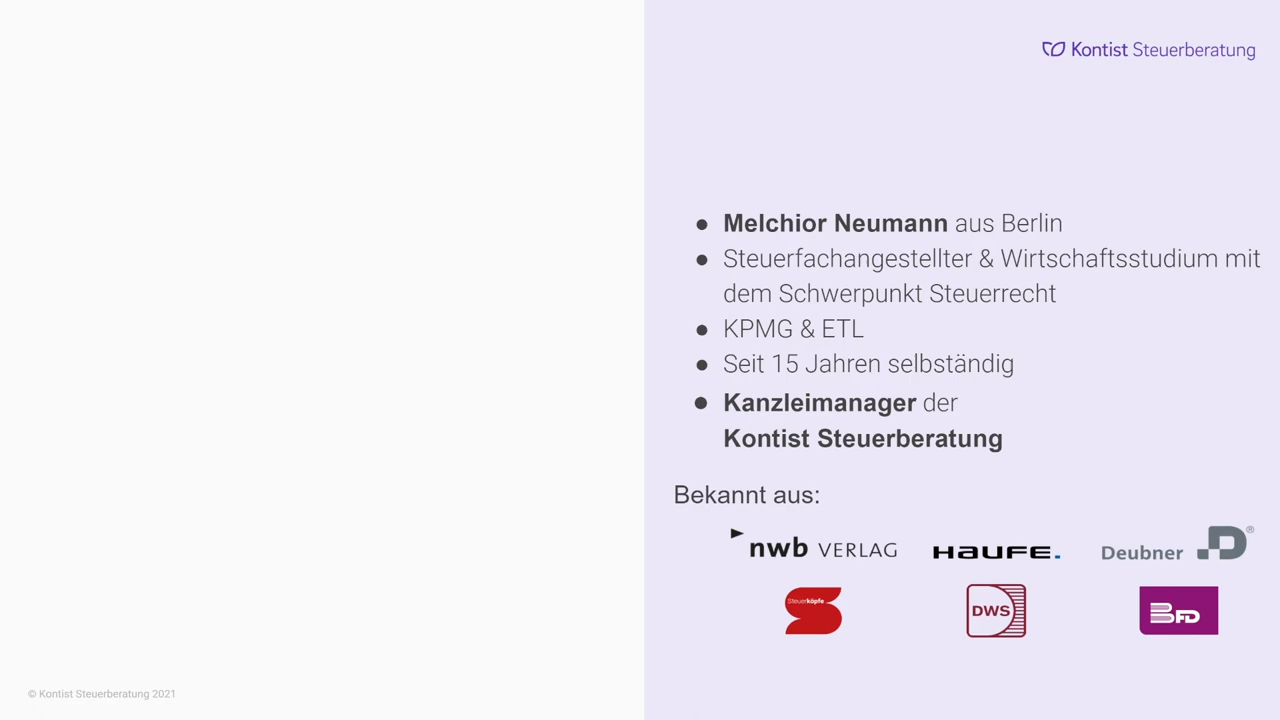 Kontist Steuerberatung
● Melchior Neumann aus Berlin
● Steuerfachangestellter & Wirtschaftsstudium mit
dem Schwerpunkt Steuerrecht
● KPMG & ETL
● Seit 15 Jahren selbständig
● Kanzleimanager der
Kontist Steuerberatung
Bekannt aus:
nwb VERLAG
HAUFE.
Deubner D®
Steuerköpfe
DWS
BFD
© Kontist Steuerberatung 2021